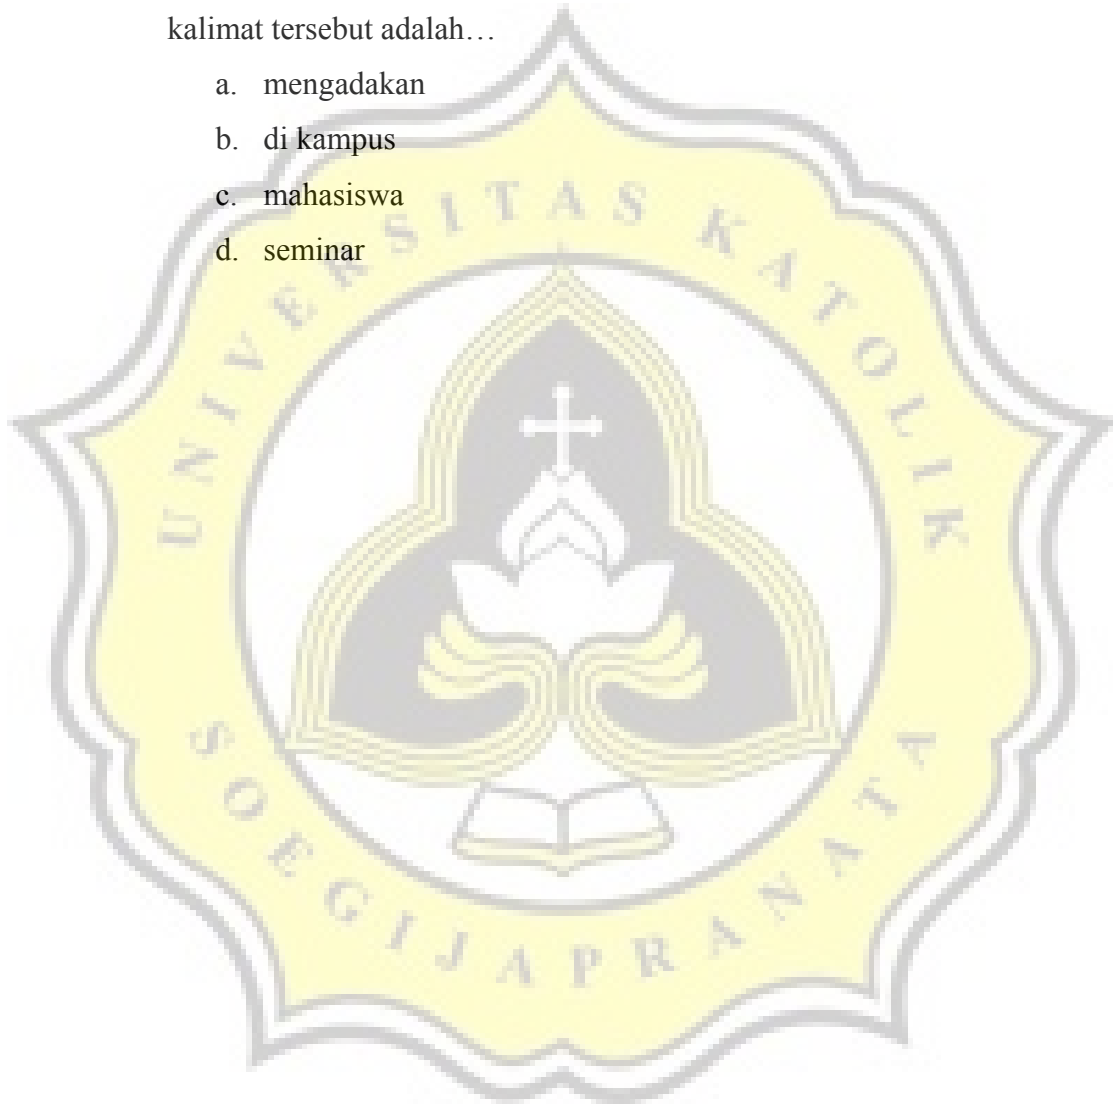 kalimat tersebut adalah…
a. mengadakan
b. di kampus
c. mahasiswa
d. seminar
UNIVERSITAS KATOLIK
SOEGIJAPRANATA